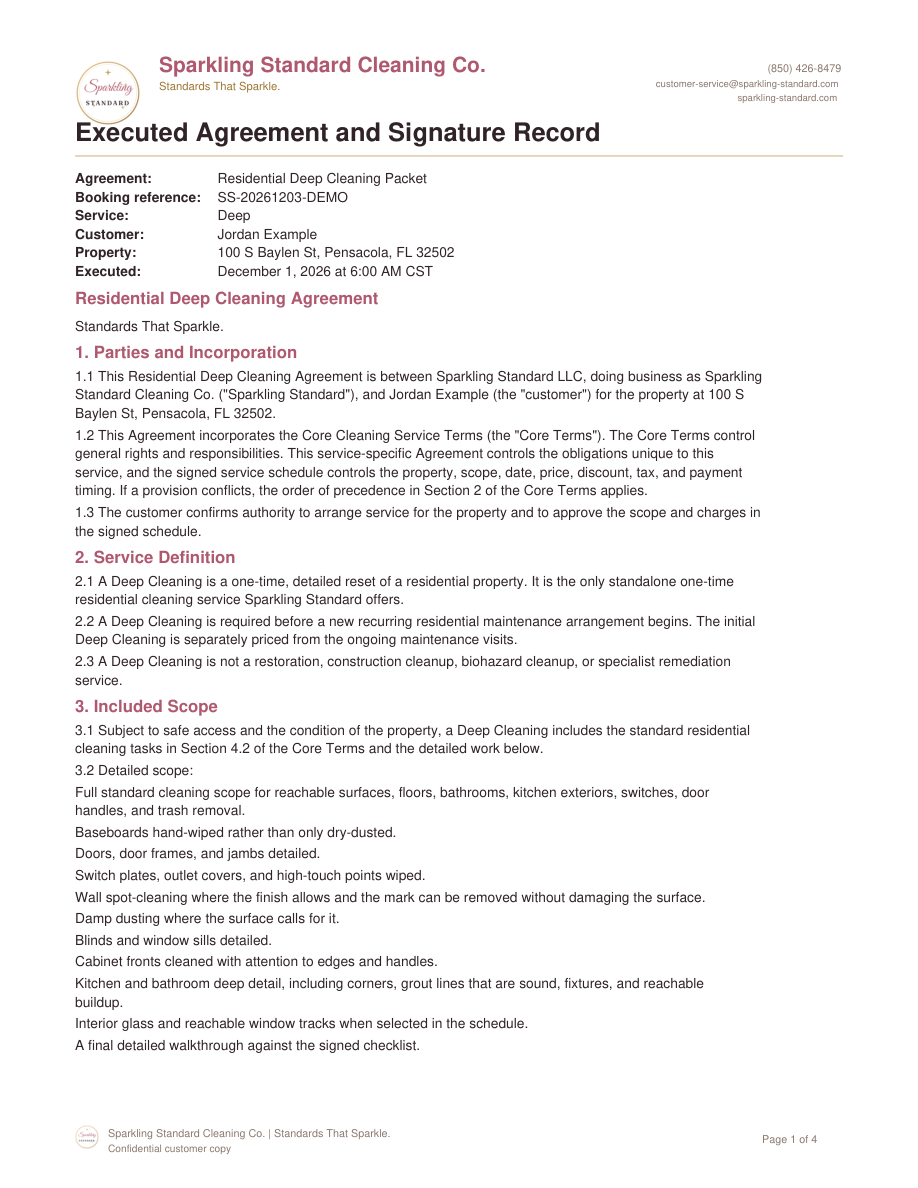 Sparkling
STANDARD
Sparkling Standard Cleaning Co.
Standards That Sparkle.
(850) 426-8479
customer-service@sparkling-standard.com
sparkling-standard.com
Executed Agreement and Signature Record
Agreement: Residential Deep Cleaning Packet
Booking reference: SS-20261203-DEMO
Service: Deep
Customer: Jordan Example
Property: 100 S Baylen St, Pensacola, FL 32502
Executed: December 1, 2026 at 6:00 AM CST
Residential Deep Cleaning Agreement
Standards That Sparkle.
1. Parties and Incorporation
1.1 This Residential Deep Cleaning Agreement is between Sparkling Standard LLC, doing business as Sparkling
Standard Cleaning Co. ("Sparkling Standard"), and Jordan Example (the "customer") for the property at 100 S
Baylen St, Pensacola, FL 32502.
1.2 This Agreement incorporates the Core Cleaning Service Terms (the "Core Terms"). The Core Terms control
general rights and responsibilities. This service-specific Agreement controls the obligations unique to this
service, and the signed service schedule controls the property, scope, date, price, discount, tax, and payment
timing. If a provision conflicts, the order of precedence in Section 2 of the Core Terms applies.
1.3 The customer confirms authority to arrange service for the property and to approve the scope and charges in
the signed schedule.
2. Service Definition
2.1 A Deep Cleaning is a one-time, detailed reset of a residential property. It is the only standalone one-time
residential cleaning service Sparkling Standard offers.
2.2 A Deep Cleaning is required before a new recurring residential maintenance arrangement begins. The initial
Deep Cleaning is separately priced from the ongoing maintenance visits.
2.3 A Deep Cleaning is not a restoration, construction cleanup, biohazard cleanup, or specialist remediation
service.
3. Included Scope
3.1 Subject to safe access and the condition of the property, a Deep Cleaning includes the standard residential
cleaning tasks in Section 4.2 of the Core Terms and the detailed work below.
3.2 Detailed scope:
Full standard cleaning scope for reachable surfaces, floors, bathrooms, kitchen exteriors, switches, door
handles, and trash removal.
Baseboards hand-wiped rather than only dry-dusted.
Doors, door frames, and jambs detailed.
Switch plates, outlet covers, and high-touch points wiped.
Wall spot-cleaning where the finish allows and the mark can be removed without damaging the surface.
Damp dusting where the surface calls for it.
Blinds and window sills detailed.
Cabinet fronts cleaned with attention to edges and handles.
Kitchen and bathroom deep detail, including corners, grout lines that are sound, fixtures, and reachable
buildup.
Interior glass and reachable window tracks when selected in the schedule.
A final detailed walkthrough against the signed checklist.
Sparkling Standard Cleaning Co. | Standards That Sparkle.
Confidential customer copy
Page 1 of 4